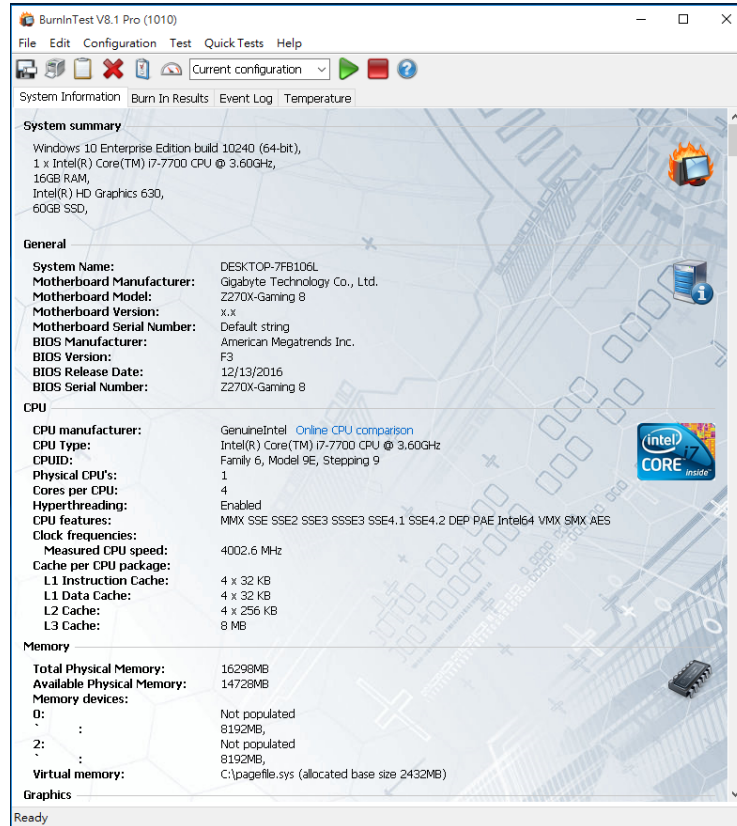 BurnInTest V8.1 Pro (1010)
File Edit Configuration Test Quick Tests Help
Current configuration
System Information Burn In Results Event Log Temperature
System summary
Windows 10 Enterprise Edition build 10240 (64-bit),
1 x Intel(R) Core(TM) i7-7700 CPU @ 3.60GHz,
16GB RAM,
Intel(R) HD Graphics 630,
60GB SSD,
General
System Name: DESKTOP-7FB106L
Motherboard Manufacturer: Gigabyte Technology Co., Ltd.
Motherboard Model: Z270X-Gaming 8
Motherboard Version: x.x
Motherboard Serial Number: Default string
BIOS Manufacturer: American Megatrends Inc.
BIOS Version: F3
BIOS Release Date: 12/13/2016
BIOS Serial Number: Z270X-Gaming 8
CPU
CPU manufacturer: GenuineIntel Online CPU comparison
CPU Type: Intel(R) Core(TM) i7-7700 CPU @ 3.60GHz
CPUID: Family 6, Model 9E, Stepping 9
Physical CPU's: 1
Cores per CPU: 4
Hyperthreading: Enabled
CPU features: MMX SSE SSE2 SSE3 SSSE3 SSE4.1 SSE4.2 DEP PAE Intel64 VMX SMX AES
Clock frequencies:
Measured CPU speed: 4002.6 MHz
Cache per CPU package:
L1 Instruction Cache: 4 x 32 KB
L1 Data Cache: 4 x 32 KB
L2 Cache: 4 x 256 KB
L3 Cache: 8 MB
(intel) i7
CORE inside
Memory
Total Physical Memory: 16298MB
Available Physical Memory: 14728MB
Memory devices:
0: Not populated
` : 8192MB,
2: Not populated
` : 8192MB,
Virtual memory: C:\pagefile.sys (allocated base size 2432MB)
Graphics
Ready